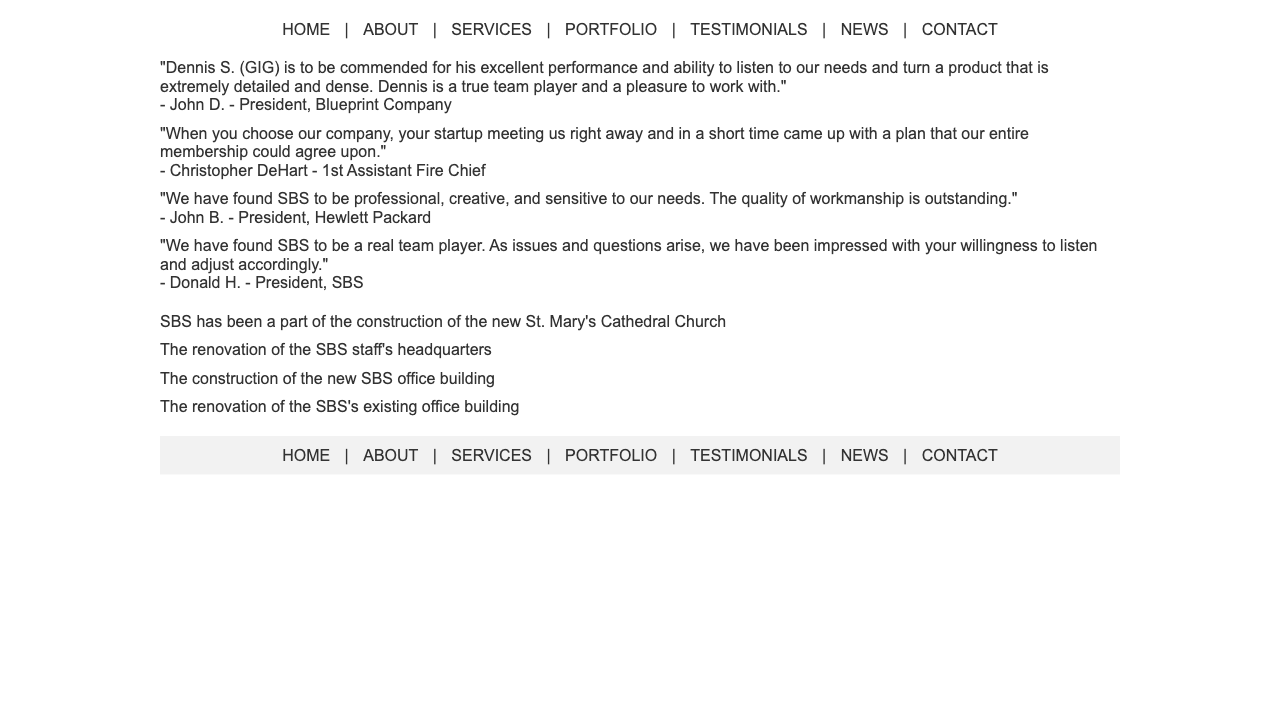 HOME | ABOUT | SERVICES | PORTFOLIO | TESTIMONIALS | NEWS | CONTACT
"Dennis S. (GIG) is to be commended for his excellent performance and ability to listen to our needs and turn a product that is
extremely detailed and dense. Dennis is a true team player and a pleasure to work with."
- John D. - President, Blueprint Company
"When you choose our company, your startup meeting us right away and in a short time came up with a plan that our entire
membership could agree upon."
- Christopher DeHart - 1st Assistant Fire Chief
"We have found SBS to be professional, creative, and sensitive to our needs. The quality of workmanship is outstanding."
- John B. - President, Hewlett Packard
"We have found SBS to be a real team player. As issues and questions arise, we have been impressed with your willingness to listen
and adjust accordingly."
- Donald H. - President, SBS
SBS has been a part of the construction of the new St. Mary's Cathedral Church
The renovation of the SBS staff's headquarters
The construction of the new SBS office building
The renovation of the SBS's existing office building
HOME | ABOUT | SERVICES | PORTFOLIO | TESTIMONIALS | NEWS | CONTACT